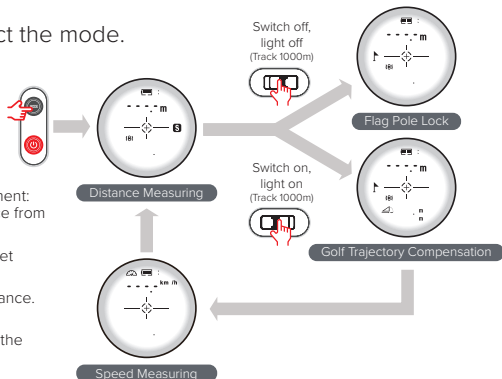 ct the mode.
Switch off,
light off
(Track 1000m)
m
Flag Pole Lock
m
S
Distance Measuring
Switch on,
light on
(Track 1000m)
m
m
m
Golf Trajectory Compensation
ment:
e from
et
ance.
the
km /h
Speed Measuring